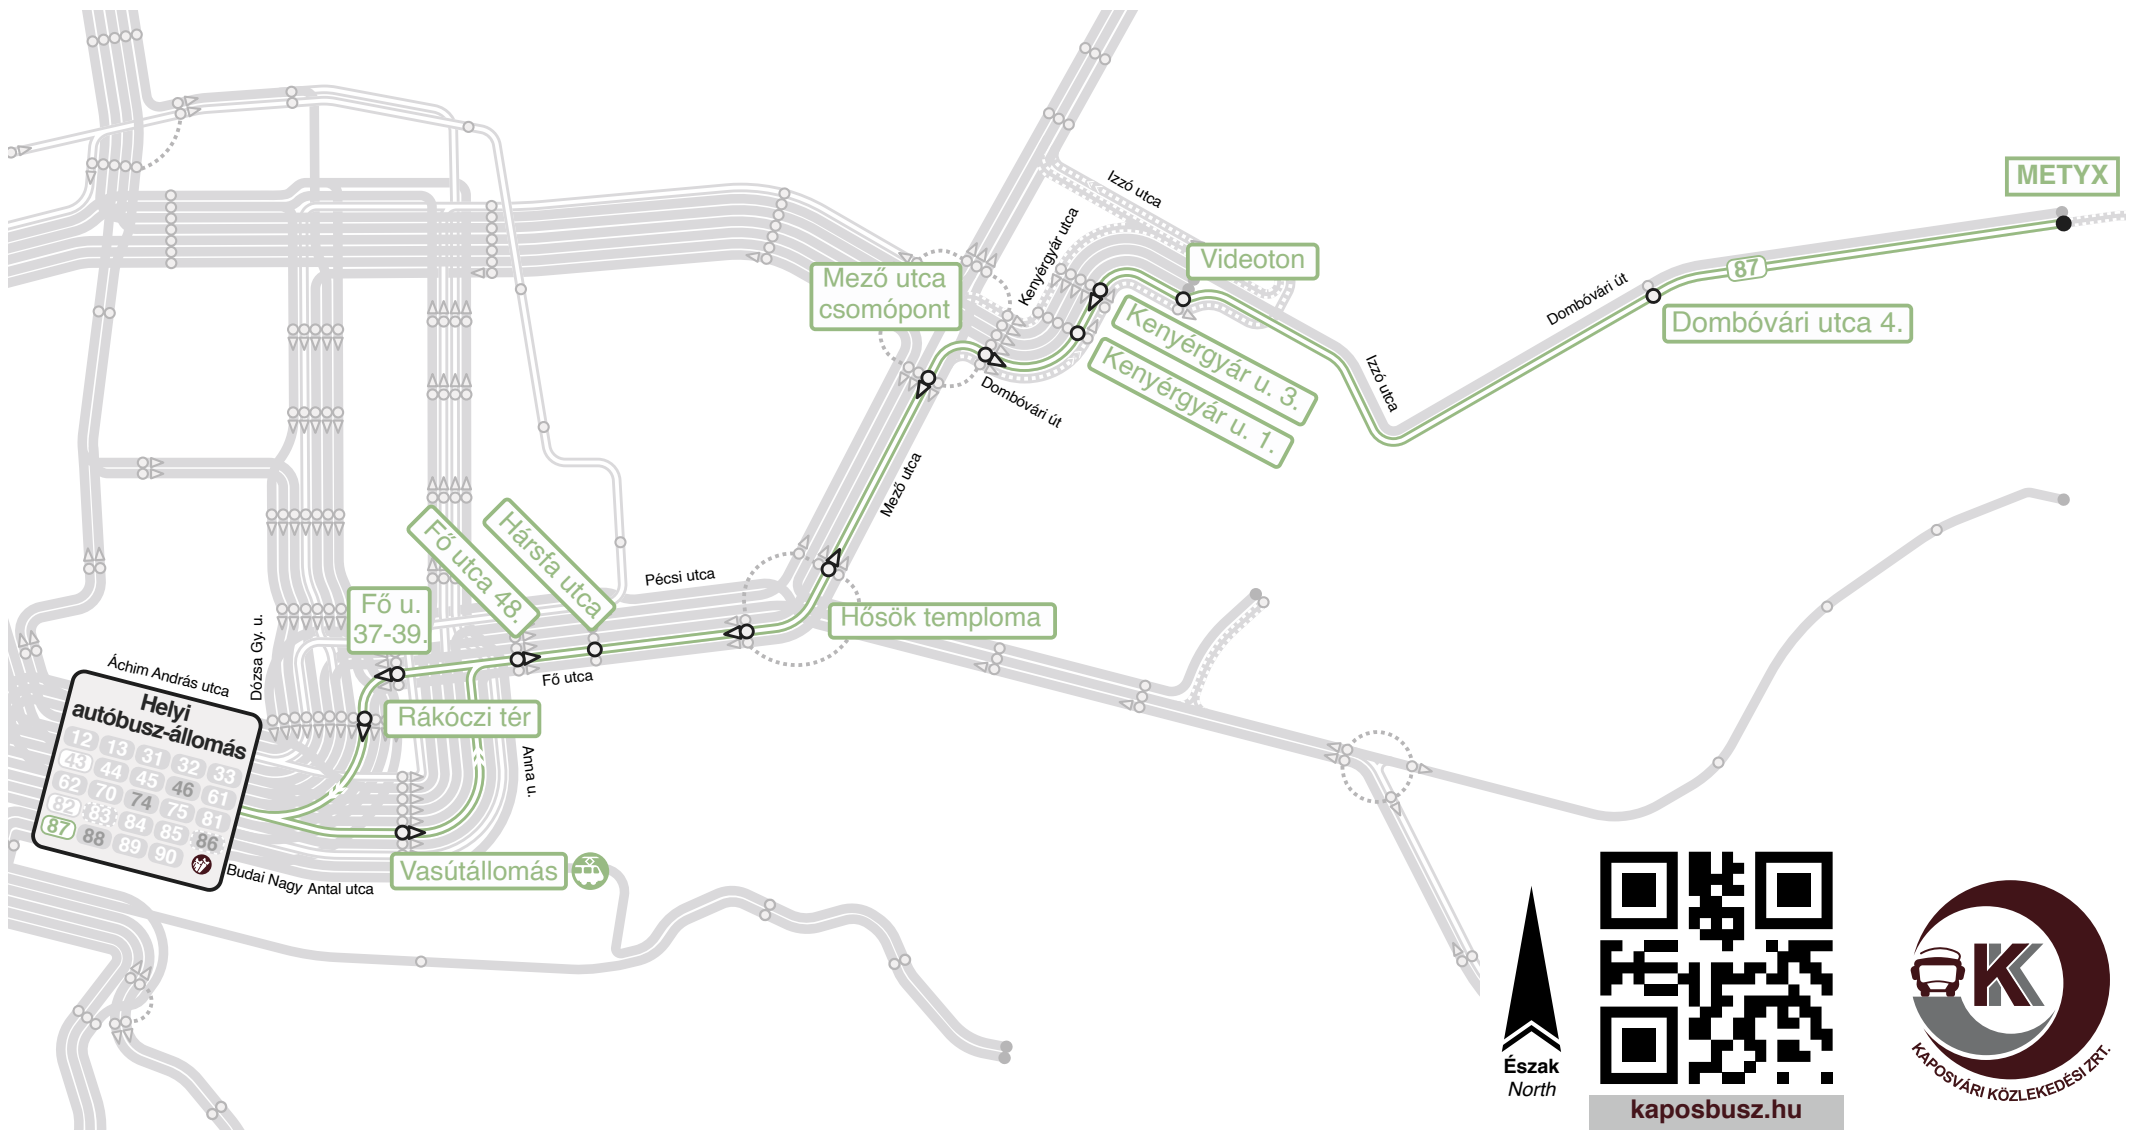 METYX
Izzó utca
Kenyérgyár utca
Videoton
87
Mező utca
csomópont
Dombóvári út
Dombóvári utca 4.
Kenyérgyár u. 3.
Kenyérgyár u. 1.
Izzó utca
Dombóvári út
Mező utca
Fő utca 48.
Hársfa utca
Pécsi utca
Fő u.
37-39.
Hősök temploma
Dózsa Gy. u.
Fő utca
Áchim András utca
Rákóczi tér
Anna u.
Helyi
autóbusz-állomás
12 13 31 32 33
43 44 45 46 61
62 70 74 75 81
82 83 84 85 86
87 88 89 90
Vasútállomás
Budai Nagy Antal utca
Észak
North
kaposbusz.hu
KK
KAPOSVÁRI KÖZLEKEDÉSI ZRT.